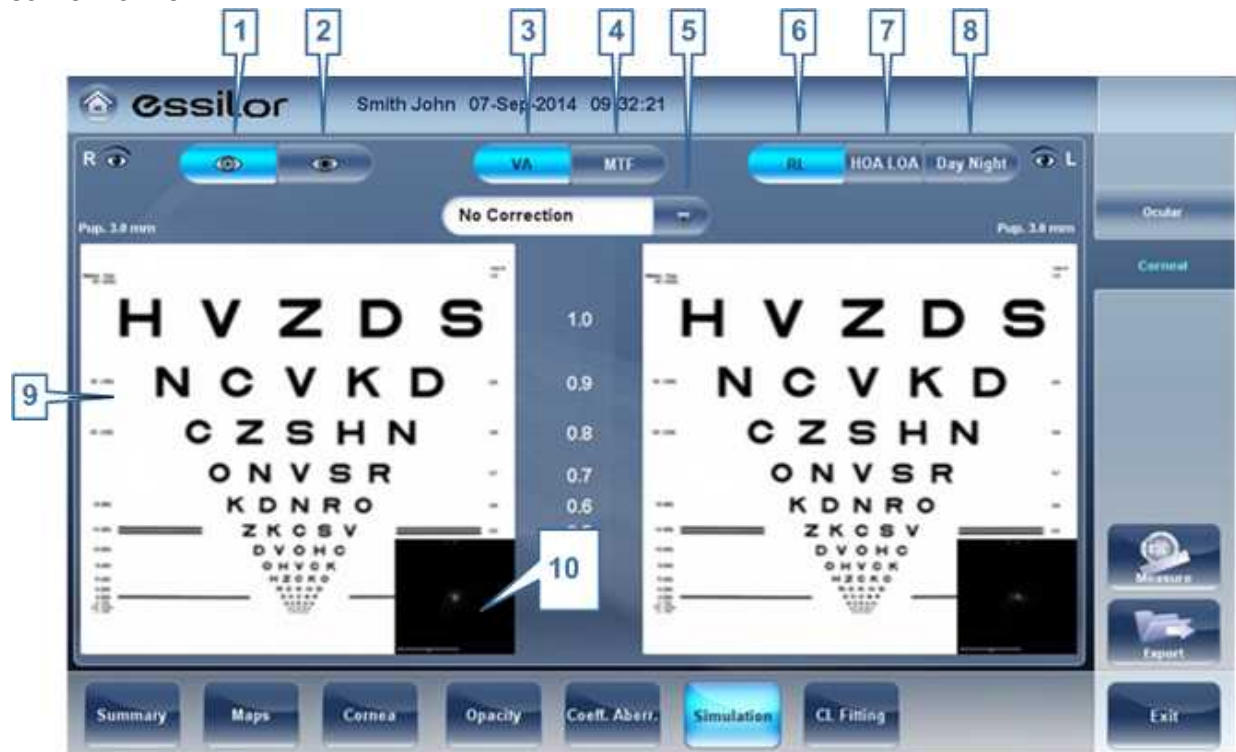 1 2 3 4 5 6 7 8
essilor Smith John 07-Sep-2014 09:32:21
R VA MTF RL HOA LOA Day Night L
No Correction
Pup. 3.0 mm Pup. 3.0 mm
Ocular
Corneal
H V Z D S 1.0 H V Z D S
9 N C V K D 0.9 N C V K D
C Z S H N 0.8 C Z S H N
O N V S R 0.7 O N V S R
K D N R O 0.6 K D N R O
Z K C S V Z K C S V
D V O H C D V O H C
O H V C K O H V C K
H Z C K O H Z C K O
10
Measure
Export
Summary Maps Cornea Opacity Coeff. Aberr. Simulation CL Fitting Exit